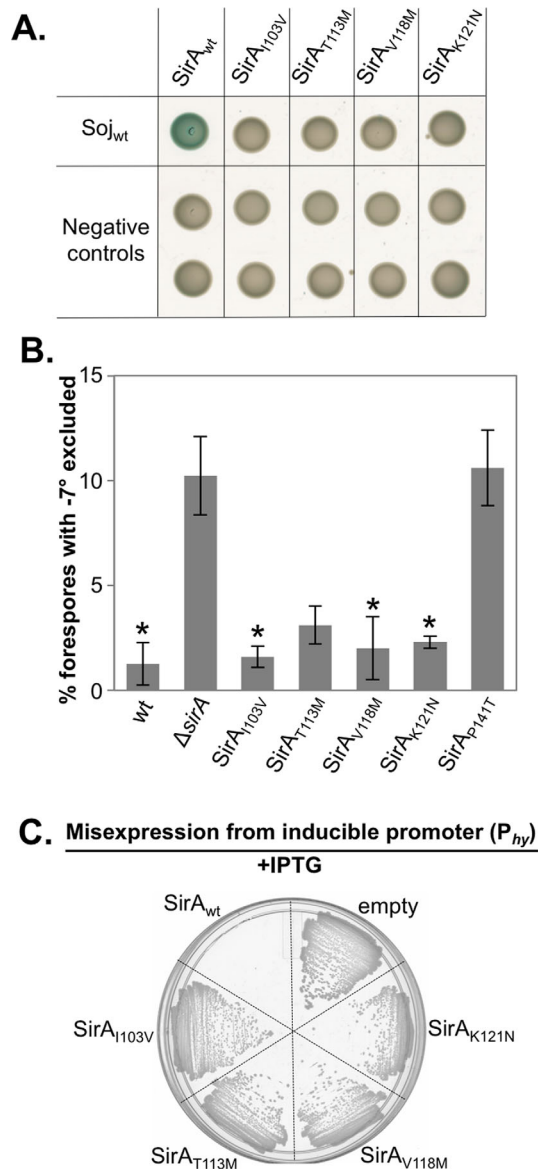 A.
SirAwt SirAI103V SirAT113M SirAV118M SirAK121N
Sojwt
Negative
controls
B.
% forespores with -7° excluded
15
10
5
0
* * * *
wt ΔsirA SirAI103V SirAT113M SirAV118M SirAK121N SirAP141T
C. Misexpression from inducible promoter (Phy)
+IPTG
SirAwt empty
SirAI103V SirAK121N
SirAT113M SirAV118M